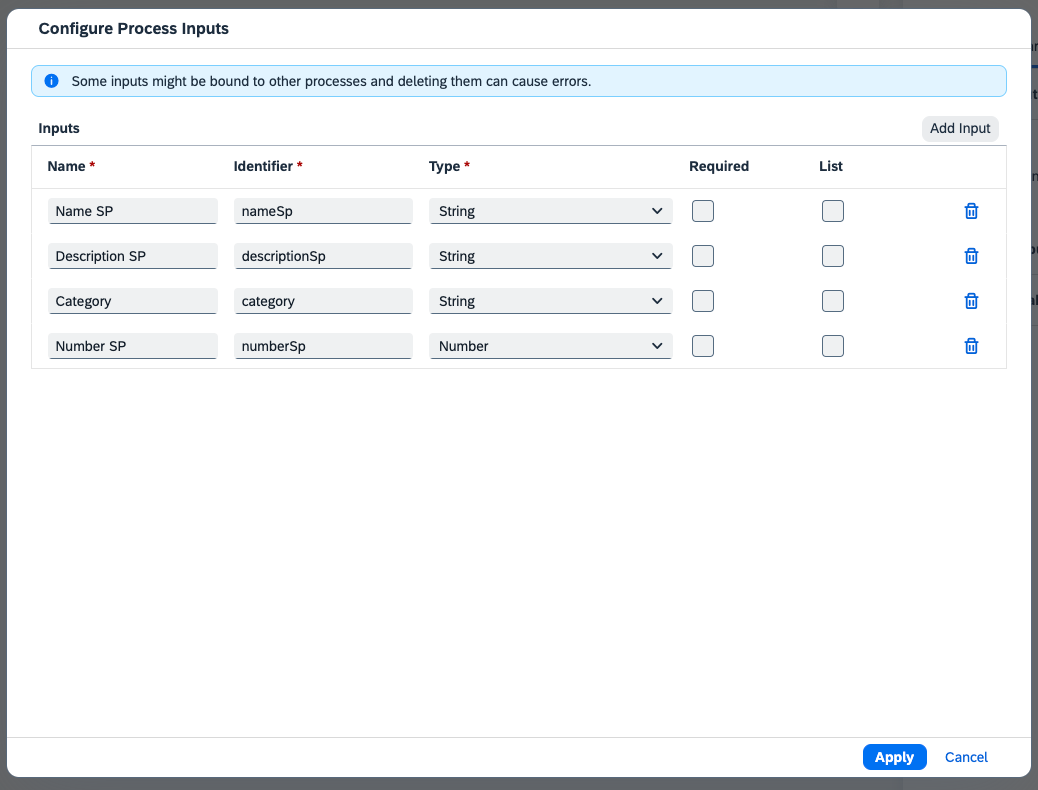 Configure Process Inputs
Some inputs might be bound to other processes and deleting them can cause errors.
Inputs Add Input
Name * Identifier * Type * Required List
Name SP nameSp String
Description SP descriptionSp String
Category category String
Number SP numberSp Number
Apply Cancel